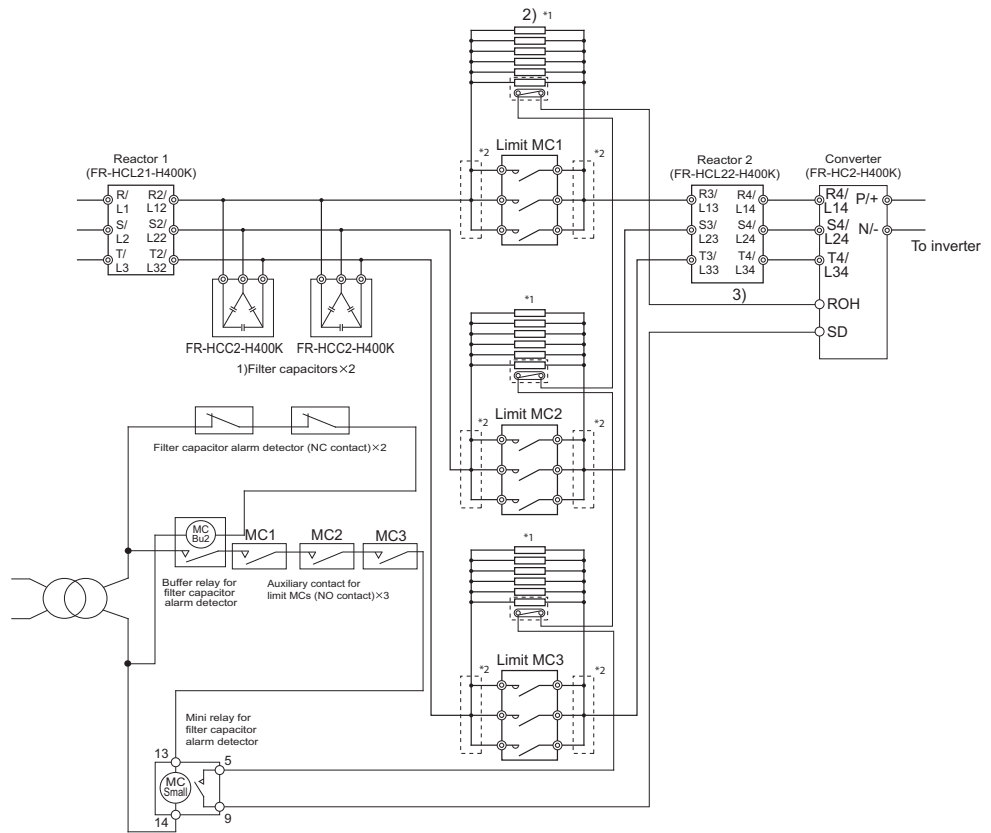 2) *1
Limit MC1
*2
*2
Reactor 1
(FR-HCL21-H400K)
R/
L1
R2/
L12
S/
L2
S2/
L22
T/
L3
T2/
L32
Reactor 2
(FR-HCL22-H400K)
R3/
L13
R4/
L14
S3/
L23
S4/
L24
T3/
L33
T4/
L34
3)
Converter
(FR-HC2-H400K)
R4/
L14
P/+
S4/
L24
N/-
T4/
L34
To inverter
ROH
SD
FR-HCC2-H400K
FR-HCC2-H400K
1)Filter capacitors×2
*1
Limit MC2
*2
*2
Filter capacitor alarm detector (NC contact)×2
MC
Bu2
MC1
MC2
MC3
Buffer relay for
filter capacitor
alarm detector
Auxiliary contact for
limit MCs (NO contact)×3
*1
Limit MC3
*2
*2
Mini relay for
filter capacitor
alarm detector
13
5
MC
Small
14
9